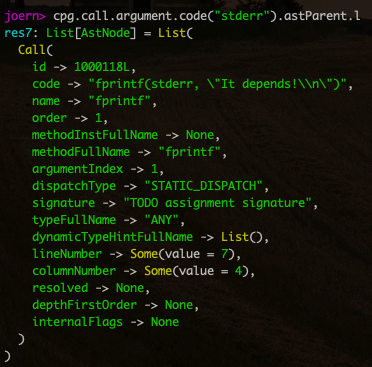 joern> cpg.call.argument.code("stderr").astParent.l
res7: List[AstNode] = List(
  Call(
    id -> 1000118L,
    code -> "fprintf(stderr, \"It depends!\\n\")",
    name -> "fprintf",
    order -> 1,
    methodInstFullName -> None,
    methodFullName -> "fprintf",
    argumentIndex -> 1,
    dispatchType -> "STATIC_DISPATCH",
    signature -> "TODO assignment signature",
    typeFullName -> "ANY",
    dynamicTypeHintFullName -> List(),
    lineNumber -> Some(value = 7),
    columnNumber -> Some(value = 4),
    resolved -> None,
    depthFirstOrder -> None,
    internalFlags -> None
  )
)